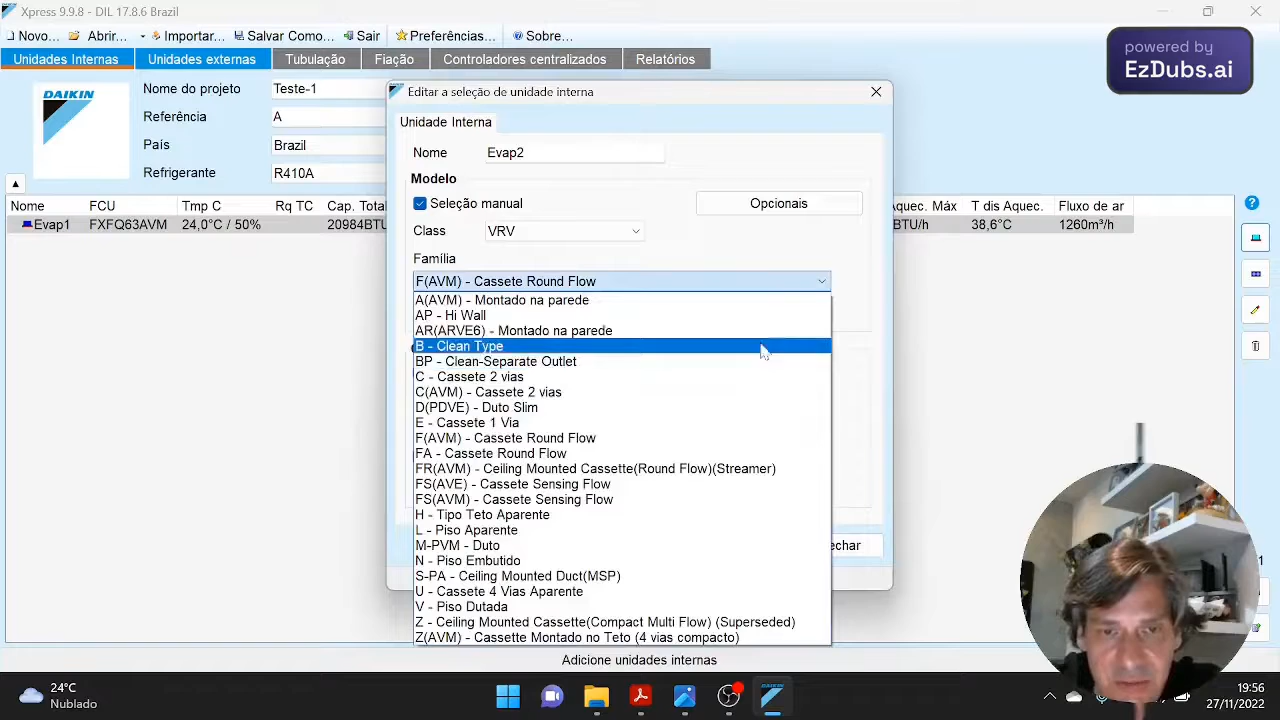 Xpress 9.9.8 - DIL 17.8.6 Brazil
Novo... Abrir... Importar... Salvar Como... Sair Preferências... Sobre...
Unidades Internas Unidades externas Tubulação Fiação Controladores centralizados Relatórios
powered by
EzDubs.ai
DAIKIN
Nome do projeto Teste-1
Referência A
País Brazil
Refrigerante R410A
Nome FCU Tmp C Rq TC Cap. Total
Evap1 FXFQ63AVM 24,0°C / 50% 20984BTU
Aquec. Máx T dis Aquec. Fluxo de ar
BTU/h 38,6°C 1260m³/h
Editar a seleção de unidade interna
Unidade Interna
Nome Evap2
Modelo
Seleção manual Opcionais
Class VRV
Família
F(AVM) - Cassete Round Flow
A(AVM) - Montado na parede
AP - Hi Wall
AR(ARVE6) - Montado na parede
B - Clean Type
BP - Clean-Separate Outlet
C - Cassete 2 vias
C(AVM) - Cassete 2 vias
D(PDVE) - Duto Slim
E - Cassete 1 Via
F(AVM) - Cassete Round Flow
FA - Cassete Round Flow
FR(AVM) - Ceiling Mounted Cassette(Round Flow)(Streamer)
FS(AVE) - Cassete Sensing Flow
FS(AVM) - Cassete Sensing Flow
H - Tipo Teto Aparente
L - Piso Aparente
M-PVM - Duto
N - Piso Embutido
S-PA - Ceiling Mounted Duct(MSP)
U - Cassete 4 Vias Aparente
V - Piso Dutada
Z - Ceiling Mounted Cassette(Compact Multi Flow) (Superseded)
Z(AVM) - Cassete Montado no Teto (4 vias compacto)
echar
Adicione unidades internas
24°C
Nublado
19:56
27/11/2022